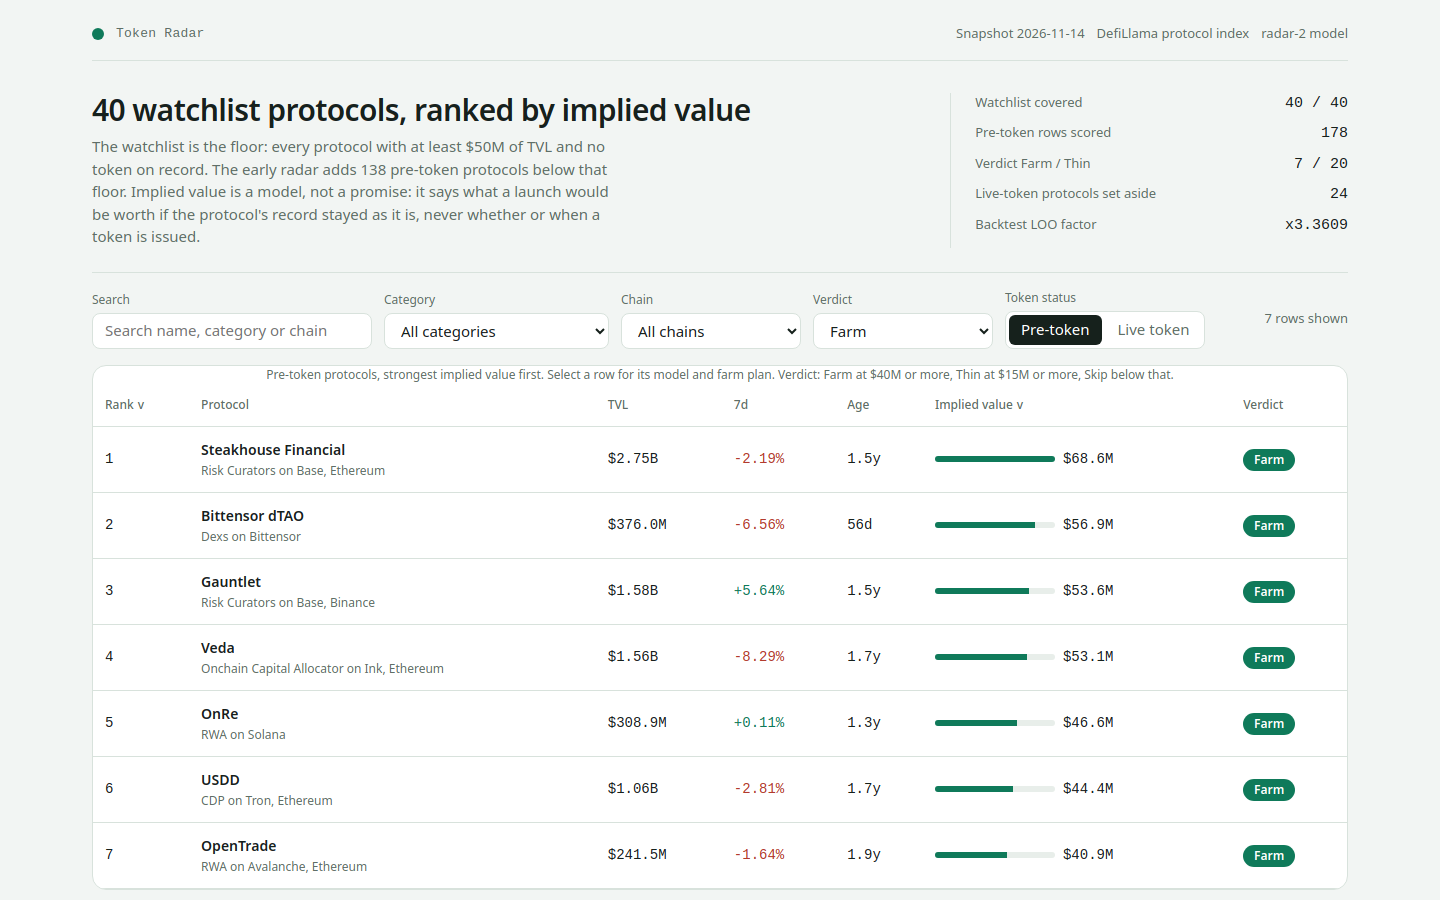 Token Radar
Snapshot 2026-11-14 DefiLlama protocol index radar-2 model
40 watchlist protocols, ranked by implied value
The watchlist is the floor: every protocol with at least $50M of TVL and no
token on record. The early radar adds 138 pre-token protocols below that
floor. Implied value is a model, not a promise: it says what a launch would
be worth if the protocol's record stayed as it is, never whether or when a
token is issued.
Watchlist covered 40 / 40
Pre-token rows scored 178
Verdict Farm / Thin 7 / 20
Live-token protocols set aside 24
Backtest LOO factor x3.3609
Search Category Chain Verdict Token status
Search name, category or chain All categories All chains Farm Pre-token Live token 7 rows shown
Pre-token protocols, strongest implied value first. Select a row for its model and farm plan. Verdict: Farm at $40M or more, Thin at $15M or more, Skip below that.
Rank v Protocol TVL 7d Age Implied value v Verdict
1 Steakhouse Financial $2.75B -2.19% 1.5y $68.6M Farm
Risk Curators on Base, Ethereum
2 Bittensor dTAO $376.0M -6.56% 56d $56.9M Farm
Dexs on Bittensor
3 Gauntlet $1.58B +5.64% 1.5y $53.6M Farm
Risk Curators on Base, Binance
4 Veda $1.56B -8.29% 1.7y $53.1M Farm
Onchain Capital Allocator on Ink, Ethereum
5 OnRe $308.9M +0.11% 1.3y $46.6M Farm
RWA on Solana
6 USDD $1.06B -2.81% 1.7y $44.4M Farm
CDP on Tron, Ethereum
7 OpenTrade $241.5M -1.64% 1.9y $40.9M Farm
RWA on Avalanche, Ethereum